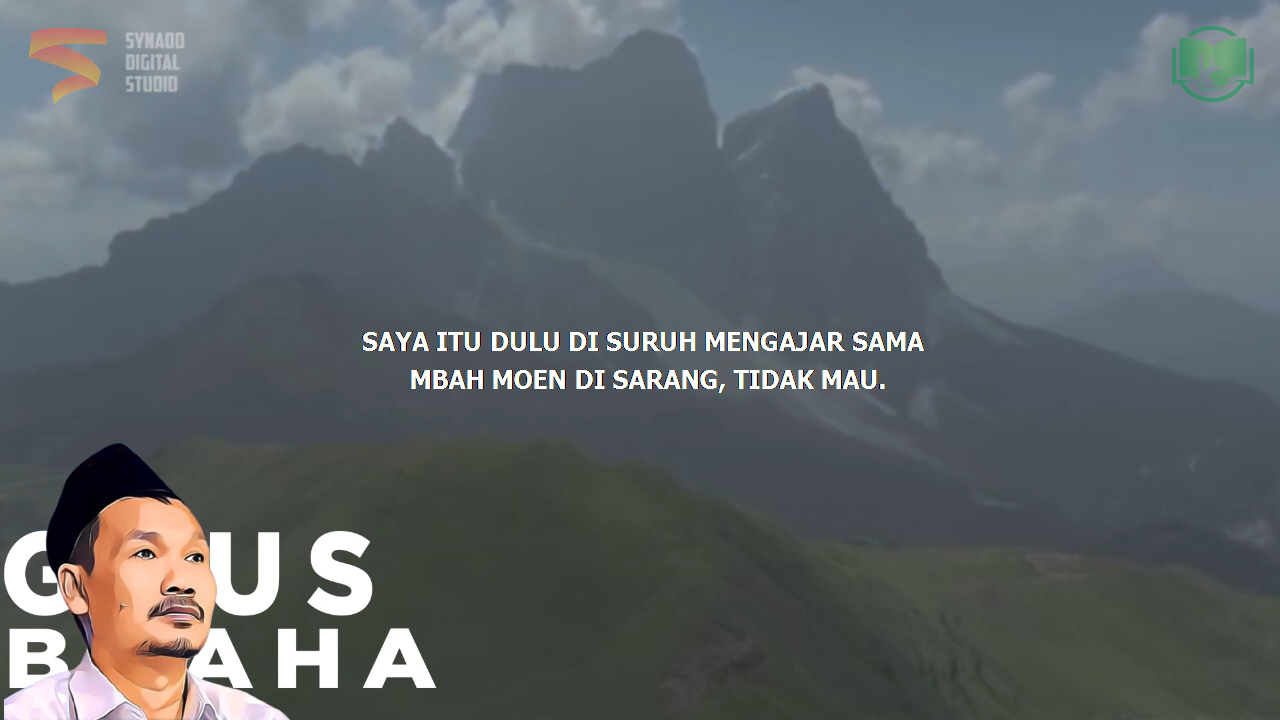 SYNADO
DIGITAL
STUDIO
SAYA ITU DULU DI SURUH MENGAJAR SAMA
MBAH MOEN DI SARANG, TIDAK MAU.
GUS
BAHA